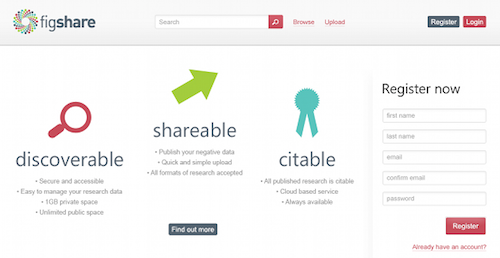 figshare
Search
Browse
Upload
Register
Login
discoverable
• Secure and accessible
• Easy to manage your research data
• 1GB private space
• Unlimited public space
shareable
• Publish your negative data
• Quick and simple upload
• All formats of research accepted
Find out more
citable
• All published research is citable
• Cloud based service
• Always available
Register now
first name
last name
email
confirm email
password
Register
Already have an account?